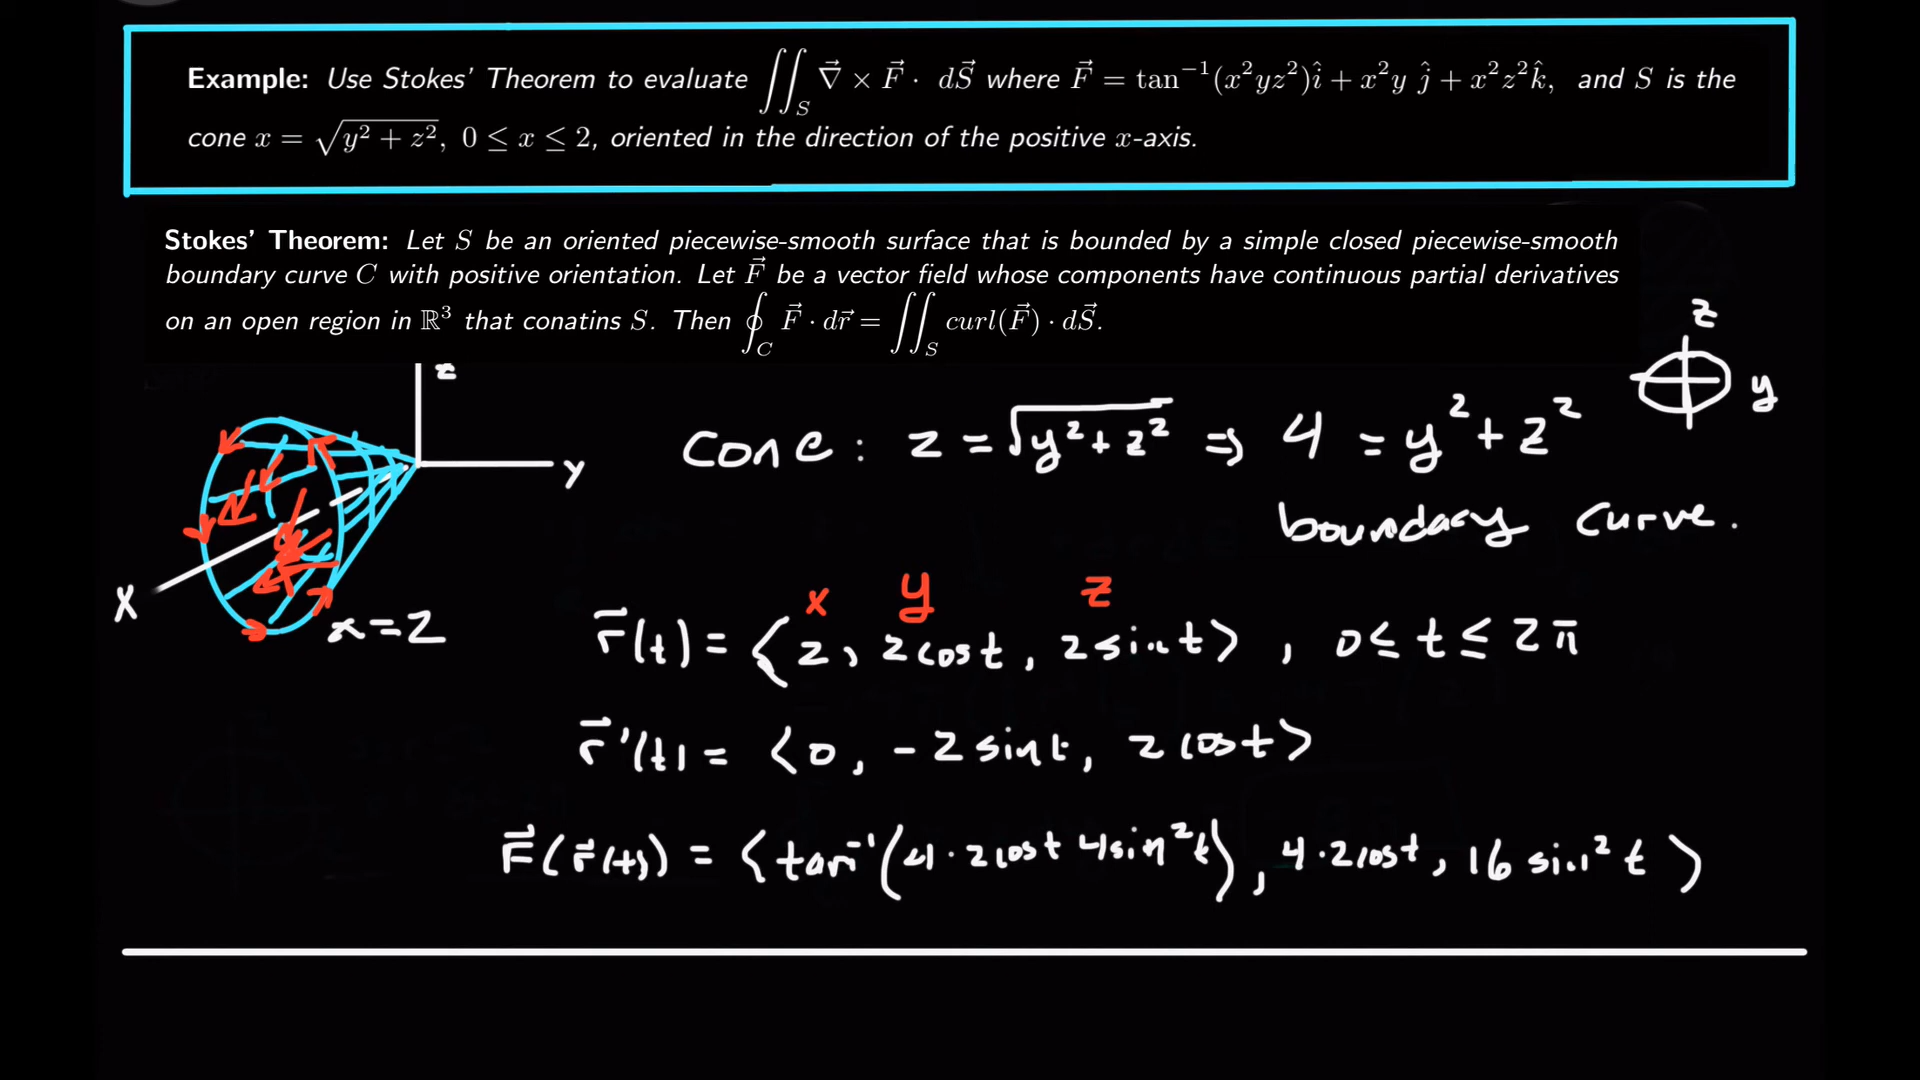 Example: Use Stokes' Theorem to evaluate ∬_S ∇⃗ × F⃗ · dS⃗ where F⃗ = tan⁻¹(x²yz²)î + x²y ĵ + x²z²k̂, and S is the
cone x = √(y² + z²), 0 ≤ x ≤ 2, oriented in the direction of the positive x-axis.
Stokes' Theorem: Let S be an oriented piecewise-smooth surface that is bounded by a simple closed piecewise-smooth
boundary curve C with positive orientation. Let F⃗ be a vector field whose components have continuous partial derivatives
on an open region in ℝ³ that conatins S. Then ∮_C F⃗ · dr⃗ = ∬_S curl(F⃗) · dS⃗.
z
y
z
y
x
x=2
Cone: 2 = √(y²+z²) ⇒ 4 = y²+z²
boundary curve.
x y z
r⃗(t) = ⟨2, 2cost, 2sint⟩, 0≤ t ≤ 2π
r⃗'(t) = ⟨0, -2sint, 2cost⟩
F⃗(r⃗(t)) = ⟨tan⁻¹(4·2cost 4sin²t), 4·2cost, 16 sin²t⟩